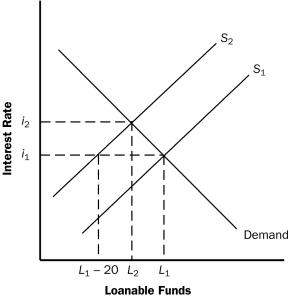 S2
S1
i2
i1
Interest Rate
Demand
L1 – 20 L2 L1
Loanable Funds